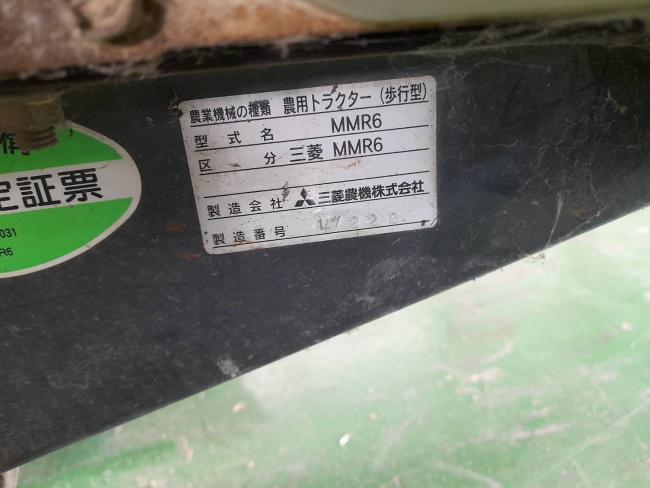 農業機械の種類 農用トラクター (歩行型)
型式名 MMR6
区分 三菱 MMR6
製造会社 三菱農機株式会社
製造番号
定証票
031
R6